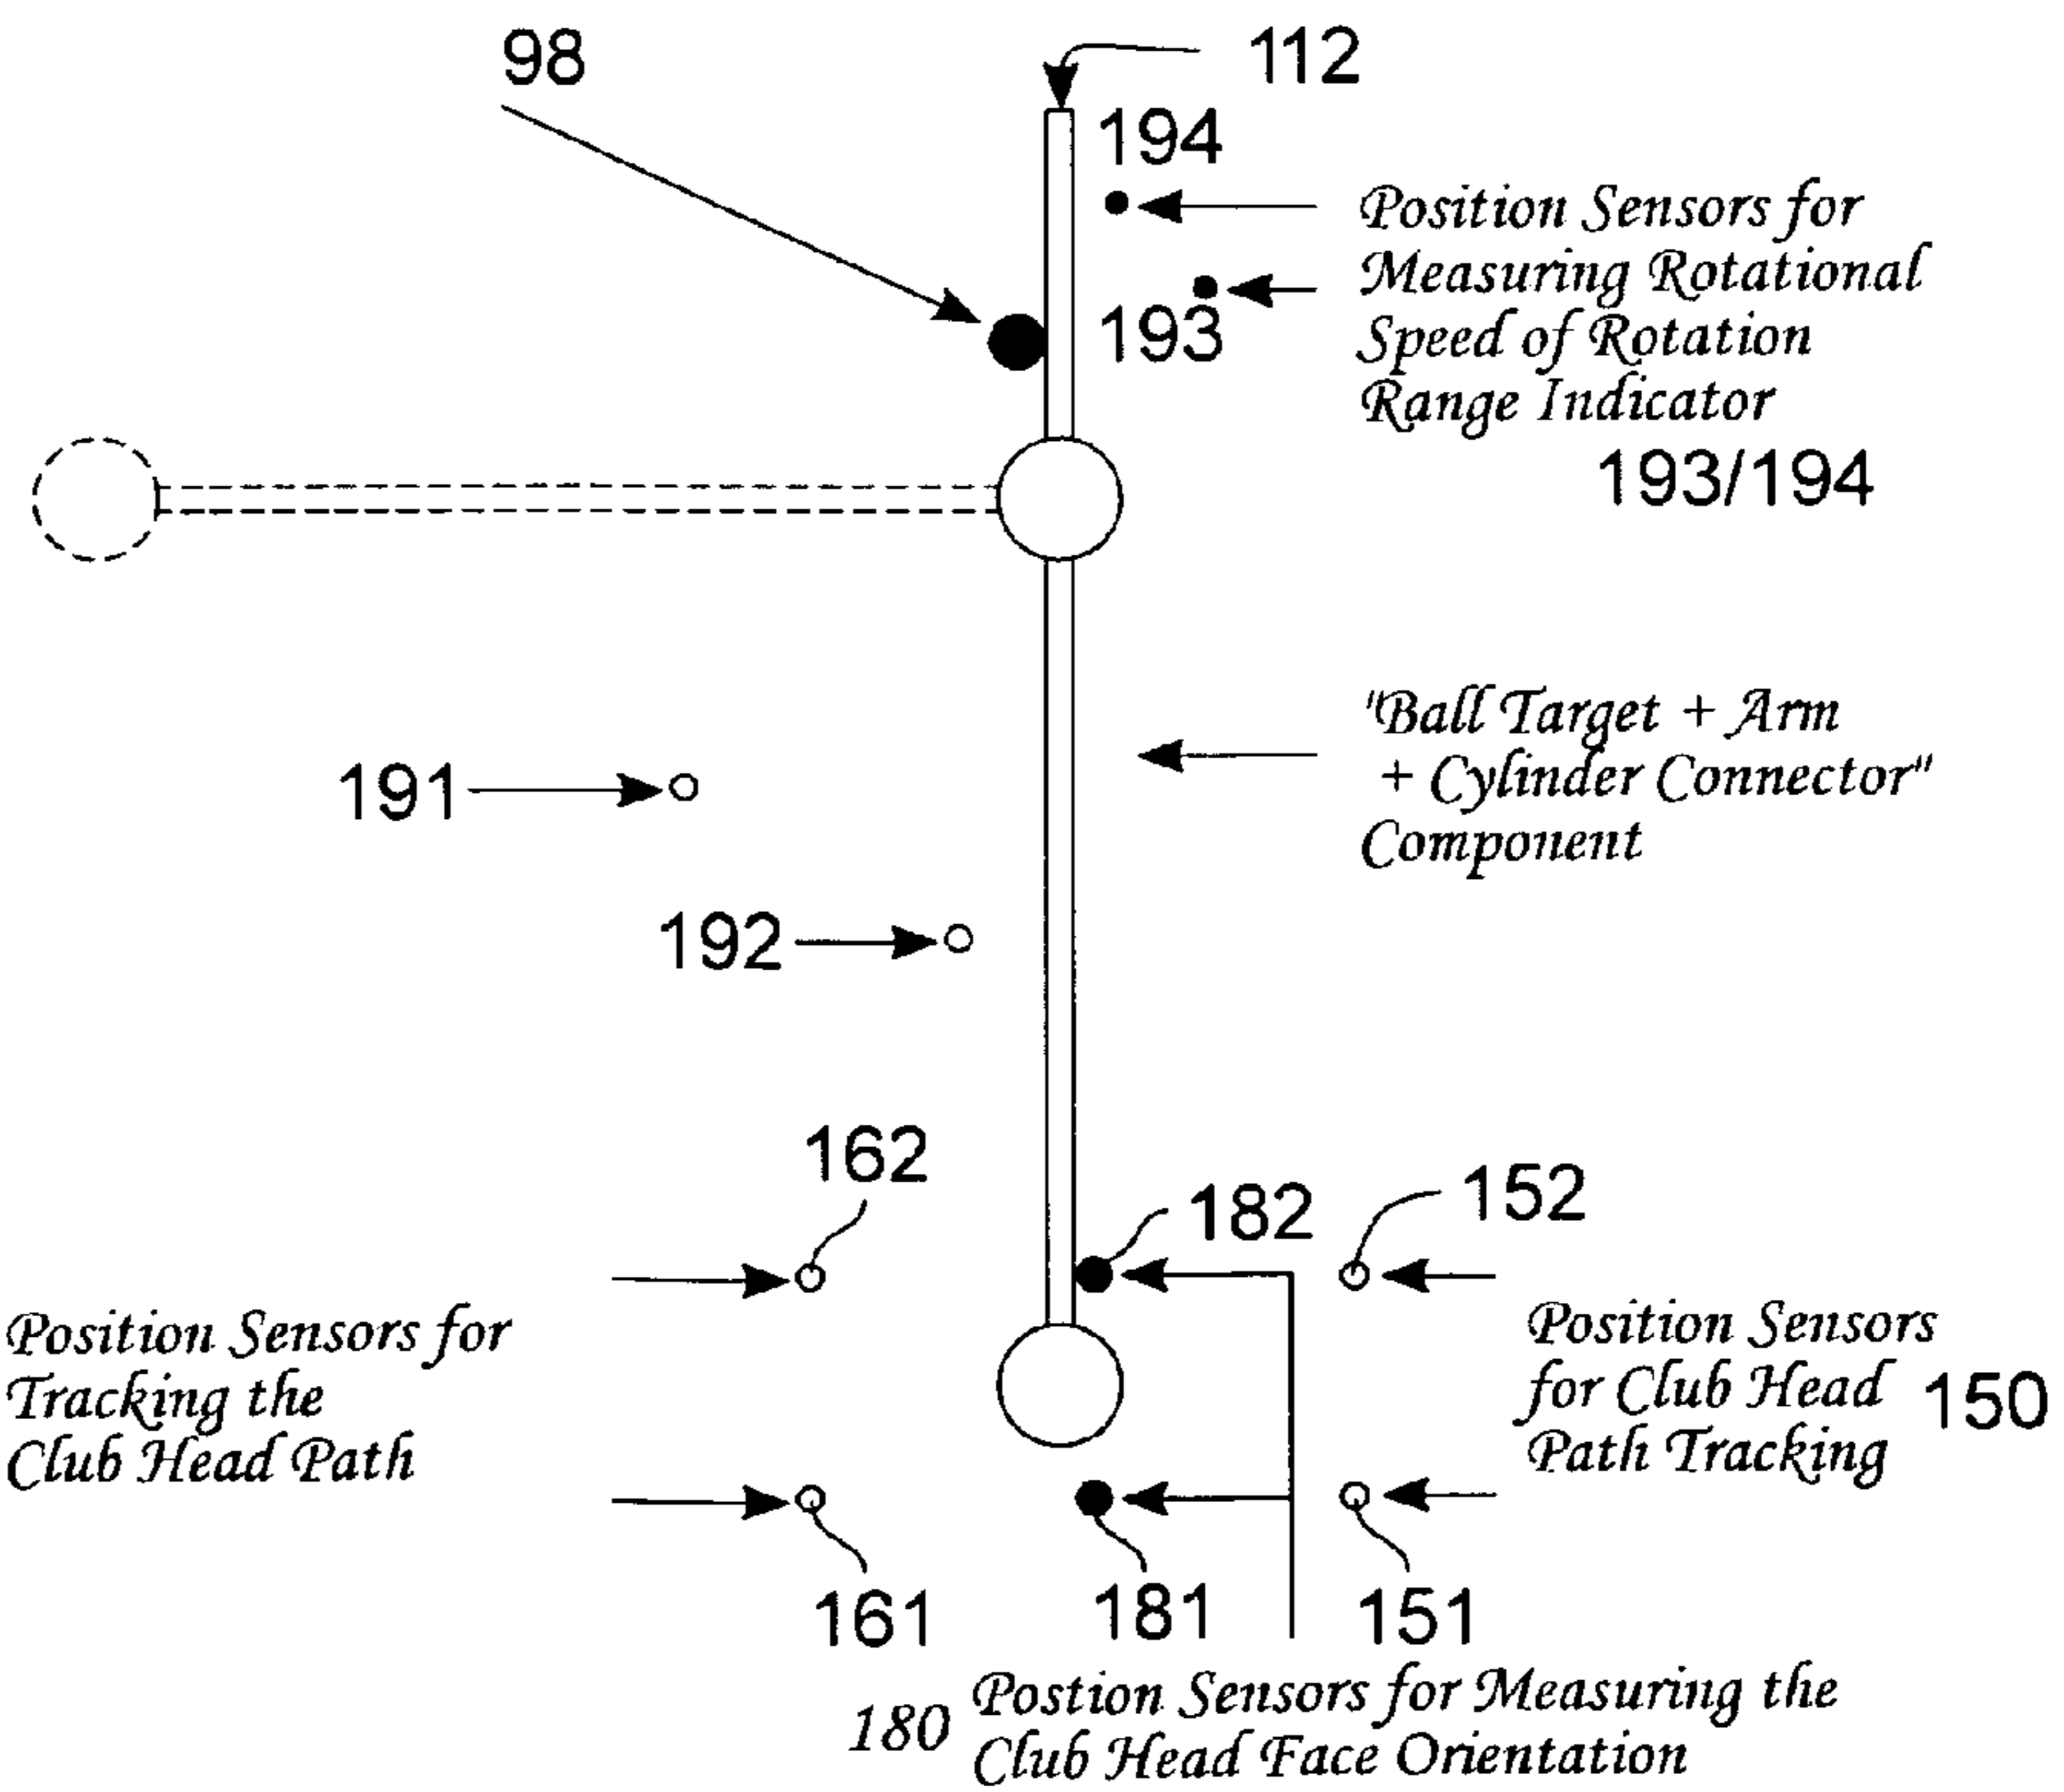 98
112
194
Position Sensors for
Measuring Rotational
Speed of Rotation
Range Indicator
193
193/194
"Ball Target + Arm
+ Cylinder Connector"
Component
191
192
162
182
152
Position Sensors for
Tracking the
Club Head Path
Position Sensors
for Club Head
Path Tracking
150
161
181
151
180
Postion Sensors for Measuring the
Club Head Face Orientation